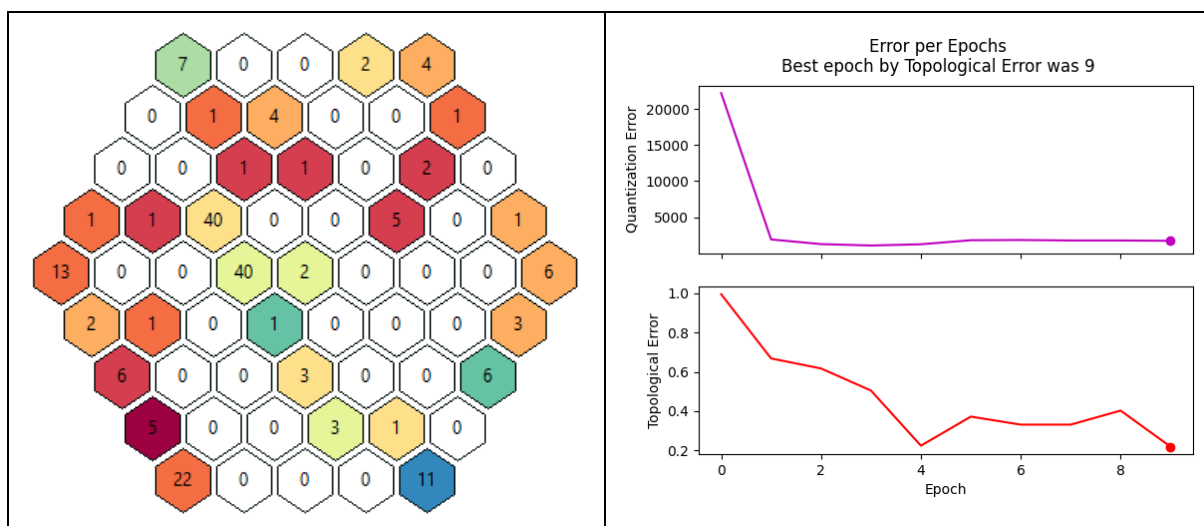 7 0 0 2 4
0 1 4 0 0 1
0 0 1 1 0 2 0
1 1 40 0 0 5 0 1
13 0 0 40 2 0 0 0 6
2 1 0 1 0 0 0 3
6 0 0 3 0 0 6
5 0 0 3 1 0
22 0 0 0 11
Error per Epochs
Best epoch by Topological Error was 9
Quantization Error
20000
15000
10000
5000
Topological Error
1.0
0.8
0.6
0.4
0.2
0 2 4 6 8
Epoch